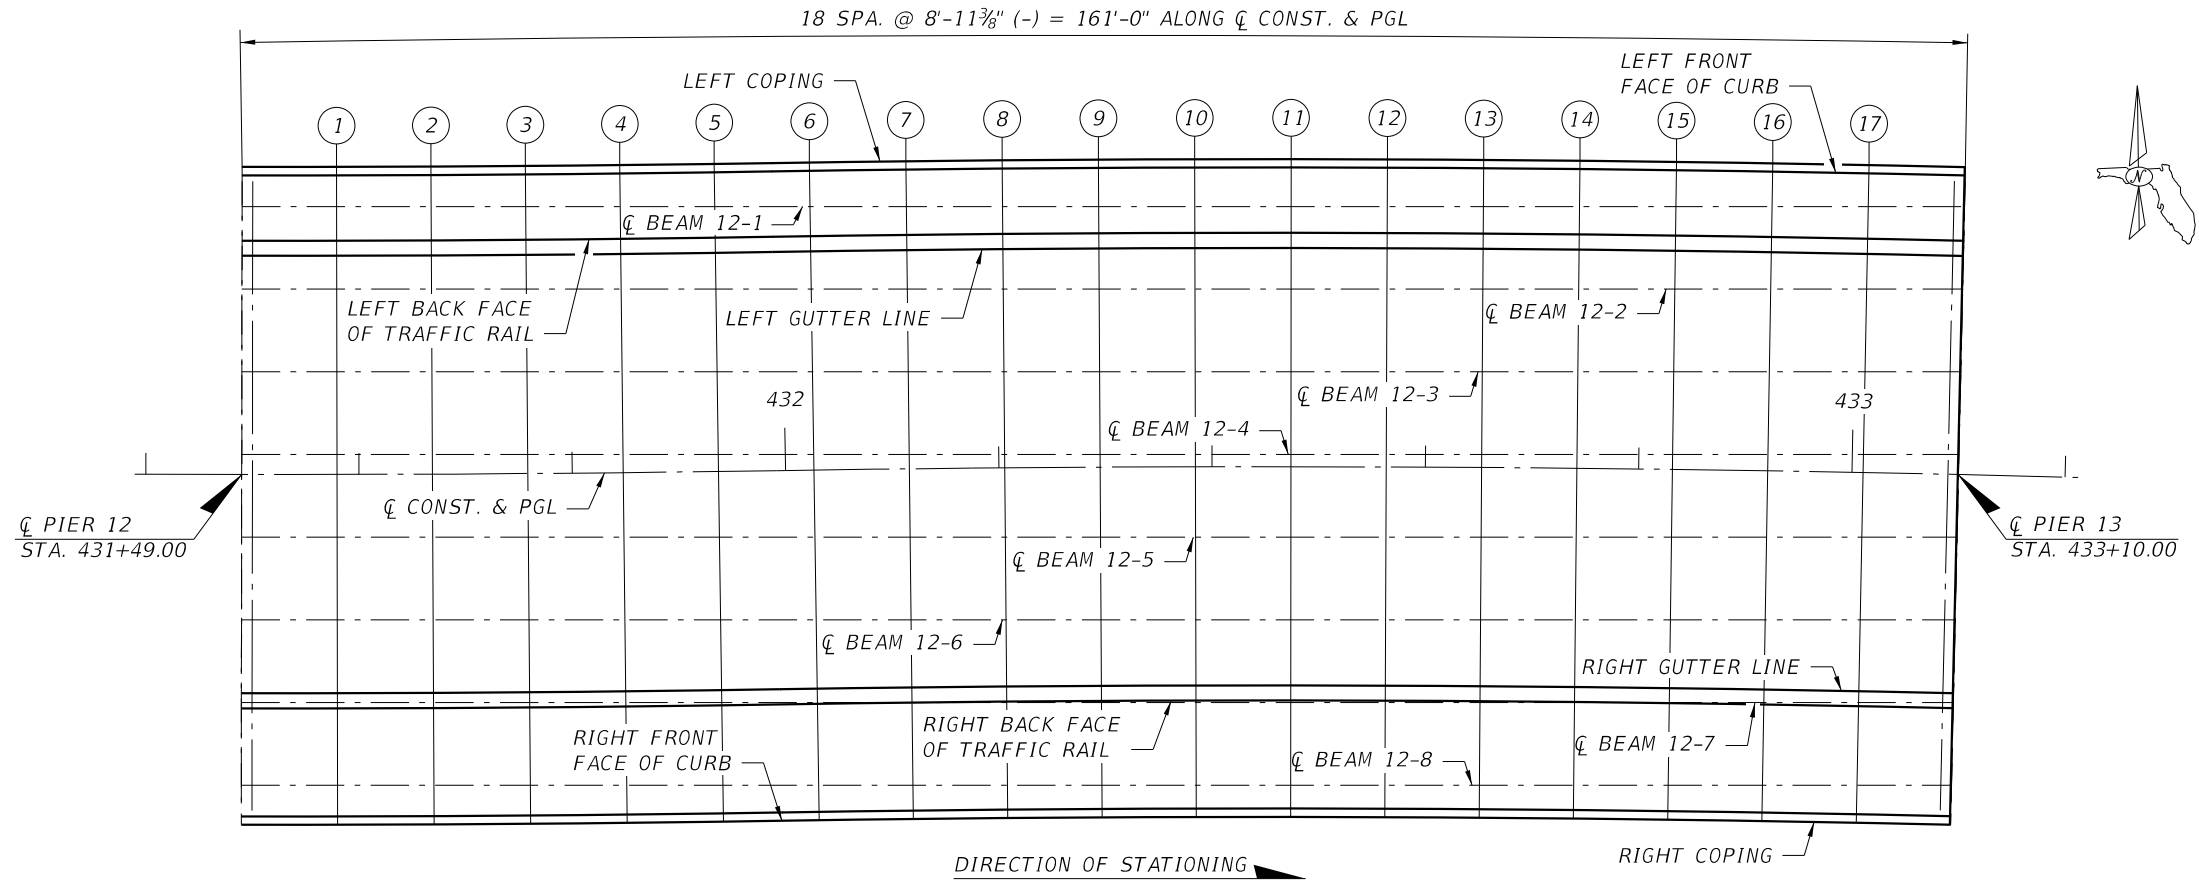 18 SPA. @ 8'-11⅜" (-) = 161'-0" ALONG ℄ CONST. & PGL
LEFT COPING
LEFT FRONT
FACE OF CURB
1 2 3 4 5 6 7 8 9 10 11 12 13 14 15 16 17
N
℄ BEAM 12-1
LEFT BACK FACE
OF TRAFFIC RAIL
LEFT GUTTER LINE
℄ BEAM 12-2
℄ BEAM 12-3
432
433
℄ BEAM 12-4
℄ CONST. & PGL
℄ PIER 12
STA. 431+49.00
℄ PIER 13
STA. 433+10.00
℄ BEAM 12-5
℄ BEAM 12-6
RIGHT GUTTER LINE
RIGHT FRONT
FACE OF CURB
RIGHT BACK FACE
OF TRAFFIC RAIL
℄ BEAM 12-7
℄ BEAM 12-8
RIGHT COPING
DIRECTION OF STATIONING